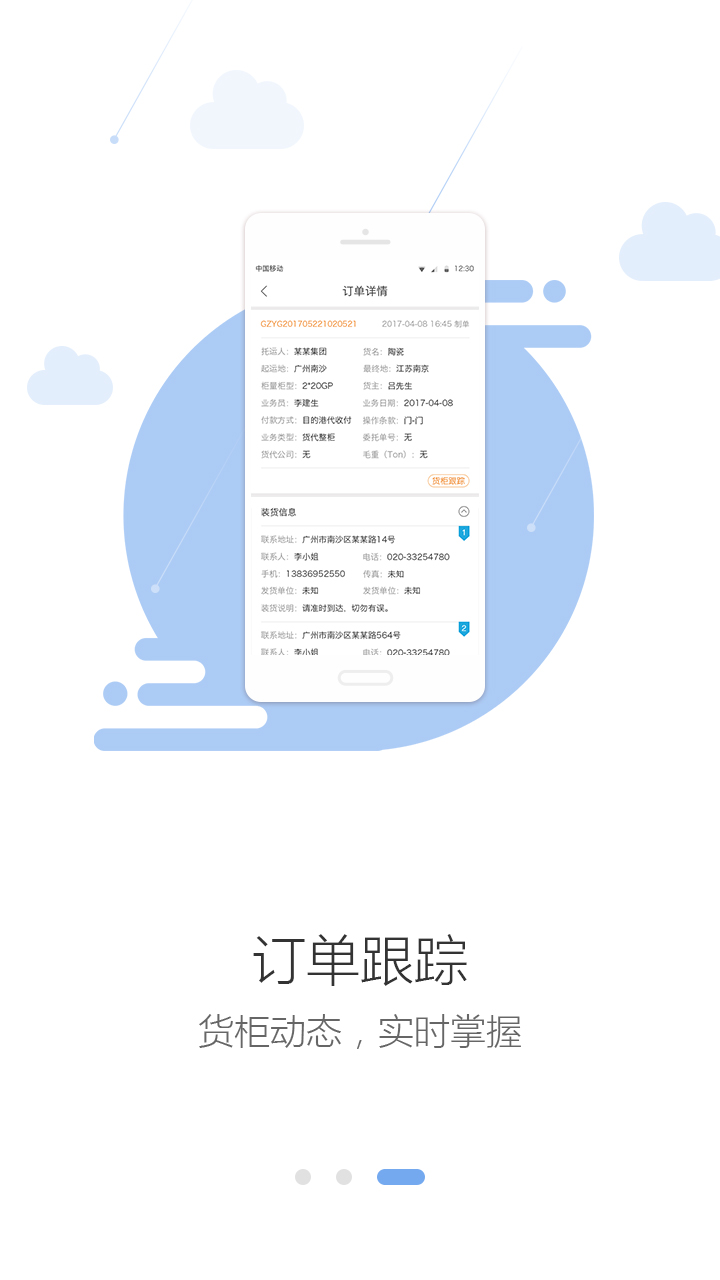 中国移动 12:30
订单详情
GZYG201705221020521 2017-04-08 16:45 制单
托运人: 某某集团 货名: 陶瓷
起运地: 广州南沙 最终地: 江苏南京
柜量柜型: 2*20GP 货主: 吕先生
业务员: 李建生 业务日期: 2017-04-08
付款方式: 目的港代收付 操作条款: 门-门
业务类型: 货代整柜 委托单号: 无
货代公司: 无 毛重（Ton）: 无
货柜跟踪
装货信息
联系地址: 广州市南沙区某某路14号 1
联系人: 李小姐 电话: 020-33254780
手机: 13836952550 传真: 未知
发货单位: 未知 发货单位: 未知
装货说明: 请准时到达，切勿有误。
联系地址: 广州市南沙区某某路564号 2
联系人: 李小姐 电话: 020-33254780
订单跟踪
货柜动态，实时掌握